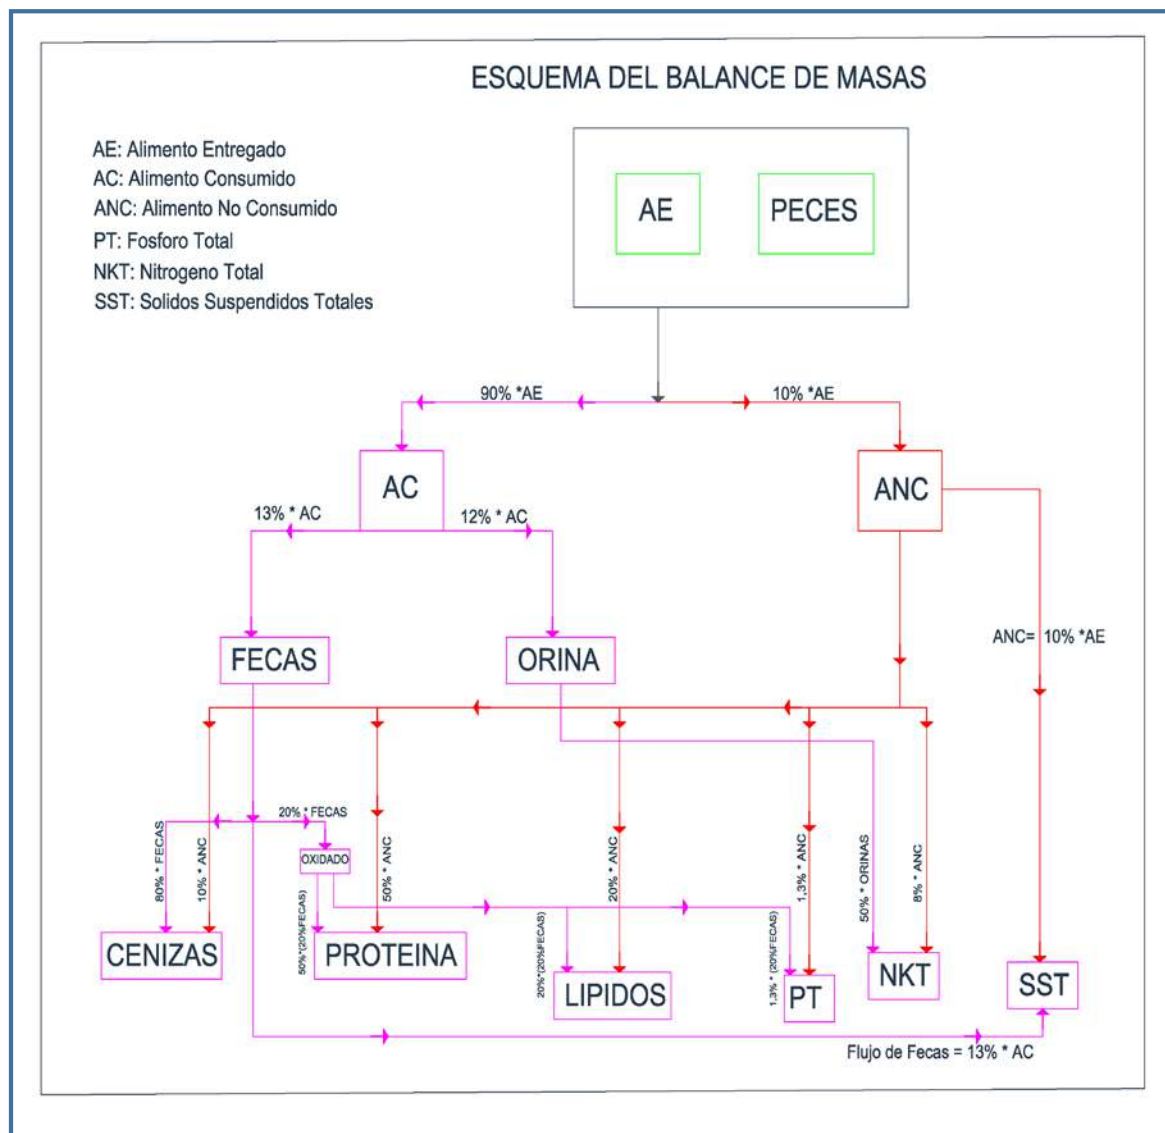 ESQUEMA DEL BALANCE DE MASAS
AE: Alimento Entregado
AC: Alimento Consumido
ANC: Alimento No Consumido
PT: Fosforo Total
NKT: Nitrogeno Total
SST: Solidos Suspendidos Totales
AE
PECES
90% *AE
10% *AE
AC
ANC
13% * AC
12% * AC
FECAS
ORINA
ANC= 10% *AE
20% * FECAS
OXIDADO
80% * FECAS
10% * ANC
50%*(20%FECAS)
50% * ANC
20%*(20%FECAS)
20% * ANC
1,3% * (20%FECAS)
1,3% * ANC
50% * ORINAS
8% * ANC
CENIZAS
PROTEINA
LIPIDOS
PT
NKT
SST
Flujo de Fecas = 13% * AC